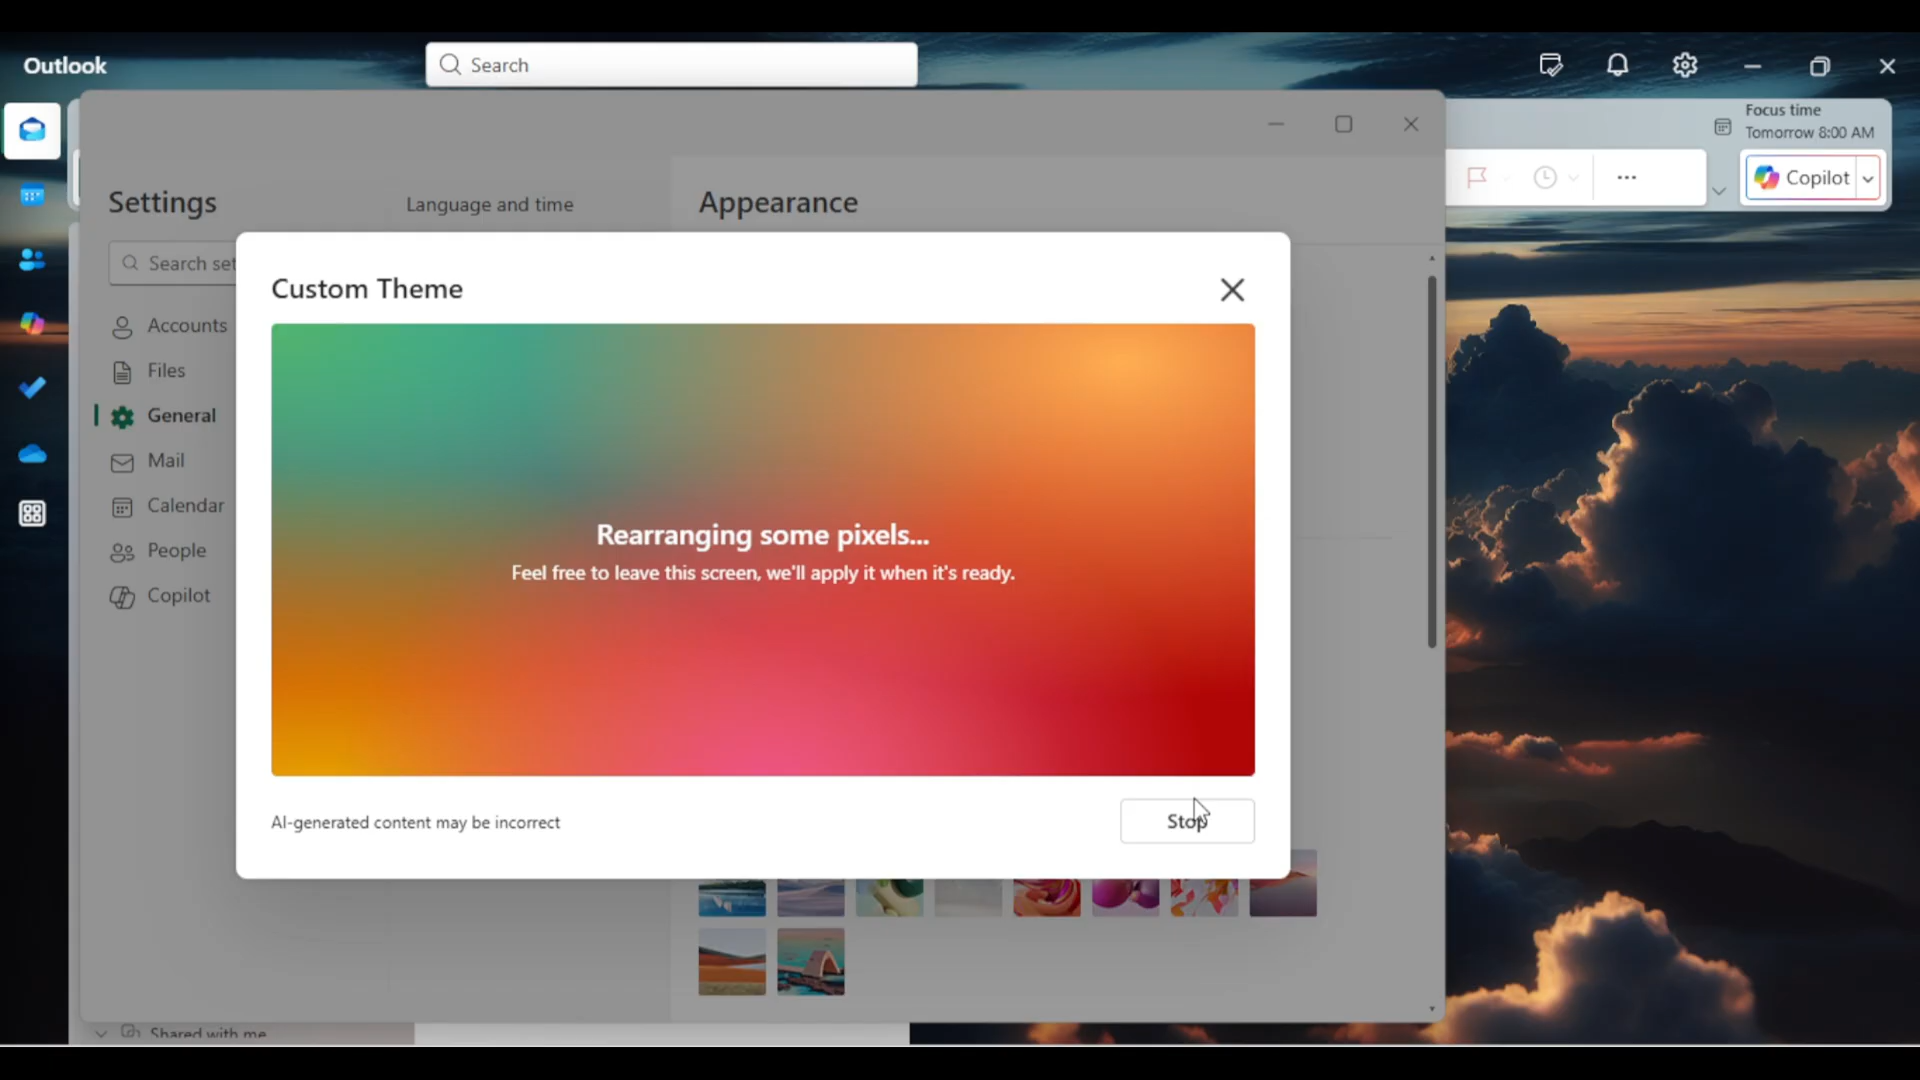 Outlook
Search
Focus time
Tomorrow 8:00 AM
Copilot
Settings
Language and time
Appearance
Search set
Custom Theme
Accounts
Files
General
Mail
Calendar
People
Copilot
Rearranging some pixels...
Feel free to leave this screen, we'll apply it when it's ready.
AI-generated content may be incorrect
Stop
Shared with me